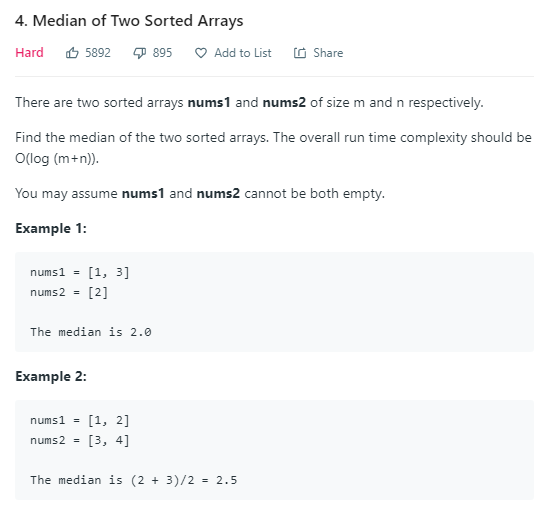 4. Median of Two Sorted Arrays
Hard 5892 895 Add to List Share
There are two sorted arrays nums1 and nums2 of size m and n respectively.
Find the median of the two sorted arrays. The overall run time complexity should be
O(log (m+n)).
You may assume nums1 and nums2 cannot be both empty.
Example 1:
nums1 = [1, 3]
nums2 = [2]
The median is 2.0
Example 2:
nums1 = [1, 2]
nums2 = [3, 4]
The median is (2 + 3)/2 = 2.5